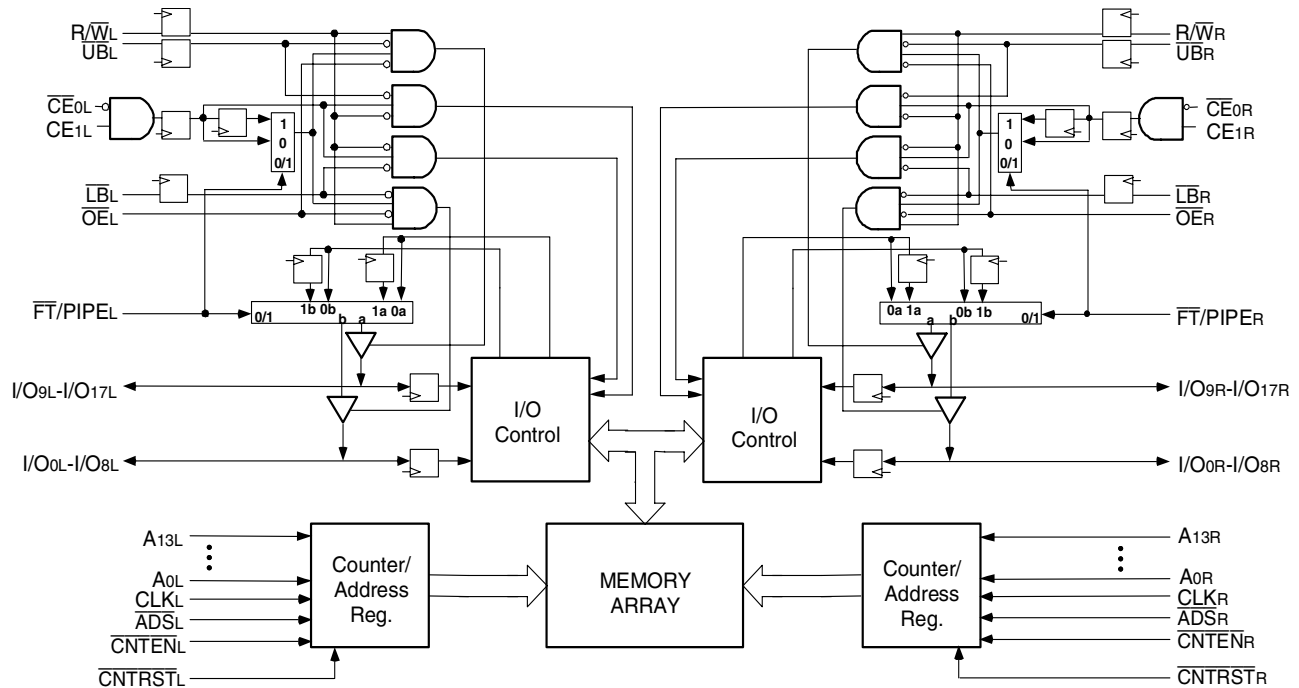 R/W̅L
U̅B̅L
C̅E̅0L
CE1L
1
0
0/1
L̅B̅L
O̅E̅L
F̅T̅/PIPEL
0/1
1b 0b
b a
1a 0a
I/O9L-I/O17L
I/O0L-I/O8L
I/O
Control
A13L
A0L
CLKL
A̅D̅S̅L
C̅N̅T̅E̅N̅L
C̅N̅T̅R̅S̅T̅L
Counter/
Address
Reg.
MEMORY
ARRAY
R/W̅R
U̅B̅R
C̅E̅0R
CE1R
1
0
0/1
L̅B̅R
O̅E̅R
F̅T̅/PIPER
0a 1a
a b
0b 1b
0/1
I/O9R-I/O17R
I/O0R-I/O8R
I/O
Control
Counter/
Address
Reg.
A13R
A0R
CLKR
A̅D̅S̅R
C̅N̅T̅E̅N̅R
C̅N̅T̅R̅S̅T̅R